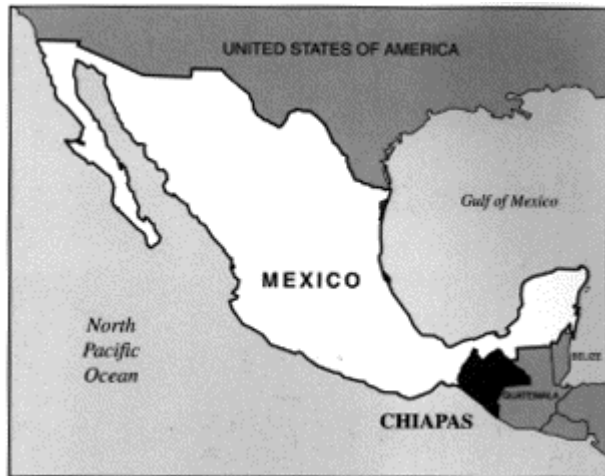 UNITED STATES OF AMERICA
Gulf of Mexico
MEXICO
North
Pacific
Ocean
BELIZE
GUATEMALA
CHIAPAS